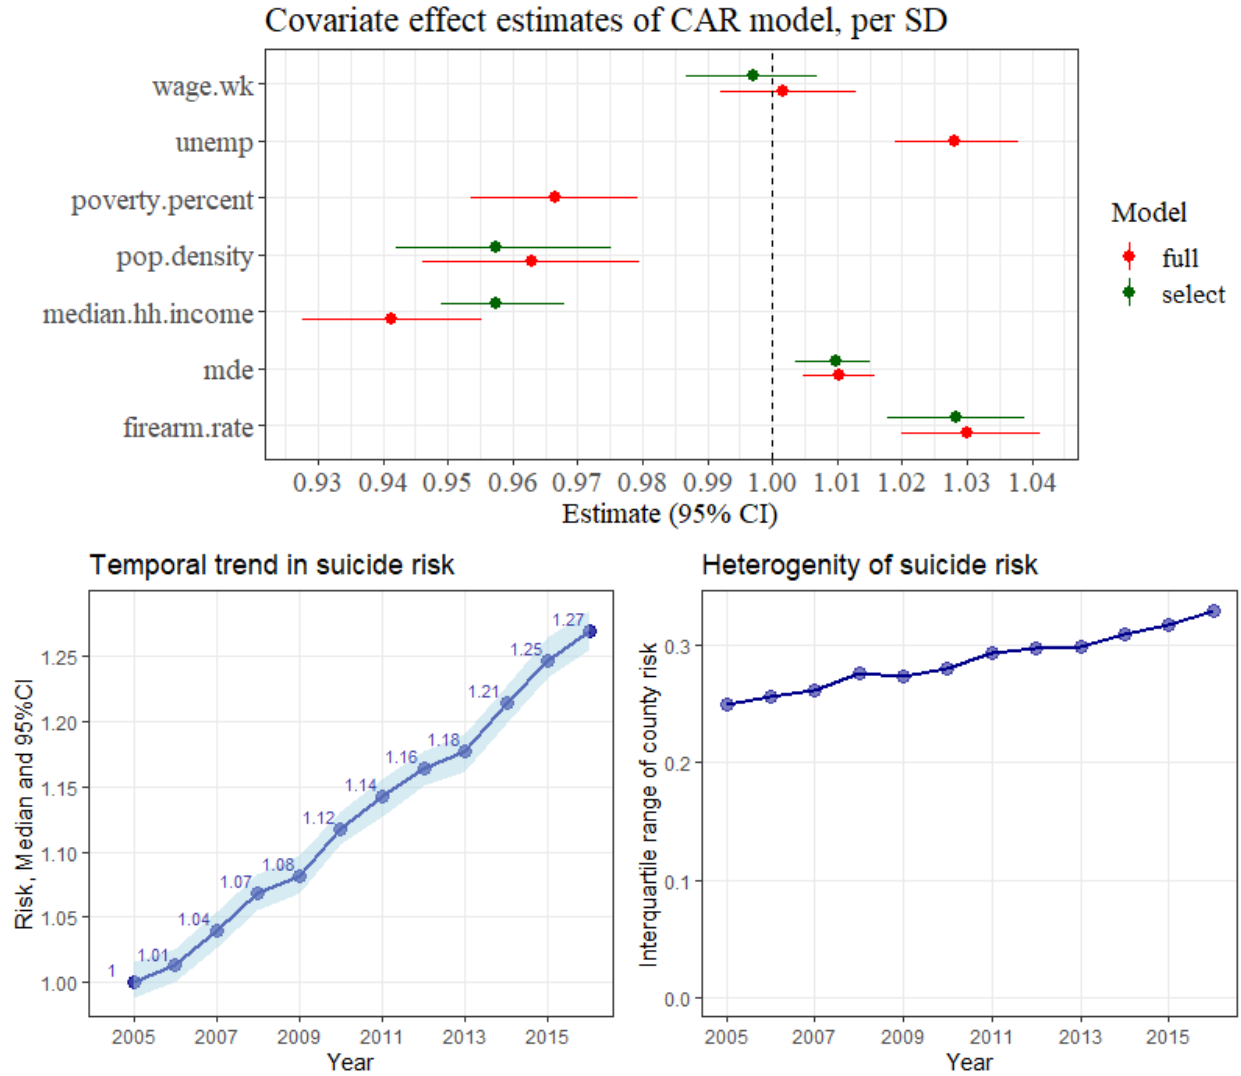 Covariate effect estimates of CAR model, per SD
wage.wk
unemp
poverty.percent
pop.density
median.hh.income
mde
firearm.rate
0.93 0.94 0.95 0.96 0.97 0.98 0.99 1.00 1.01 1.02 1.03 1.04
Estimate (95% CI)
Model
full
select
Temporal trend in suicide risk
Risk, Median and 95%CI
1.25
1.20
1.15
1.10
1.05
1.00
1
1.01
1.04
1.07
1.08
1.12
1.14
1.16
1.18
1.21
1.25
1.27
2005 2007 2009 2011 2013 2015
Year
Heterogenity of suicide risk
Interquartile range of county risk
0.3
0.2
0.1
0.0
2005 2007 2009 2011 2013 2015
Year